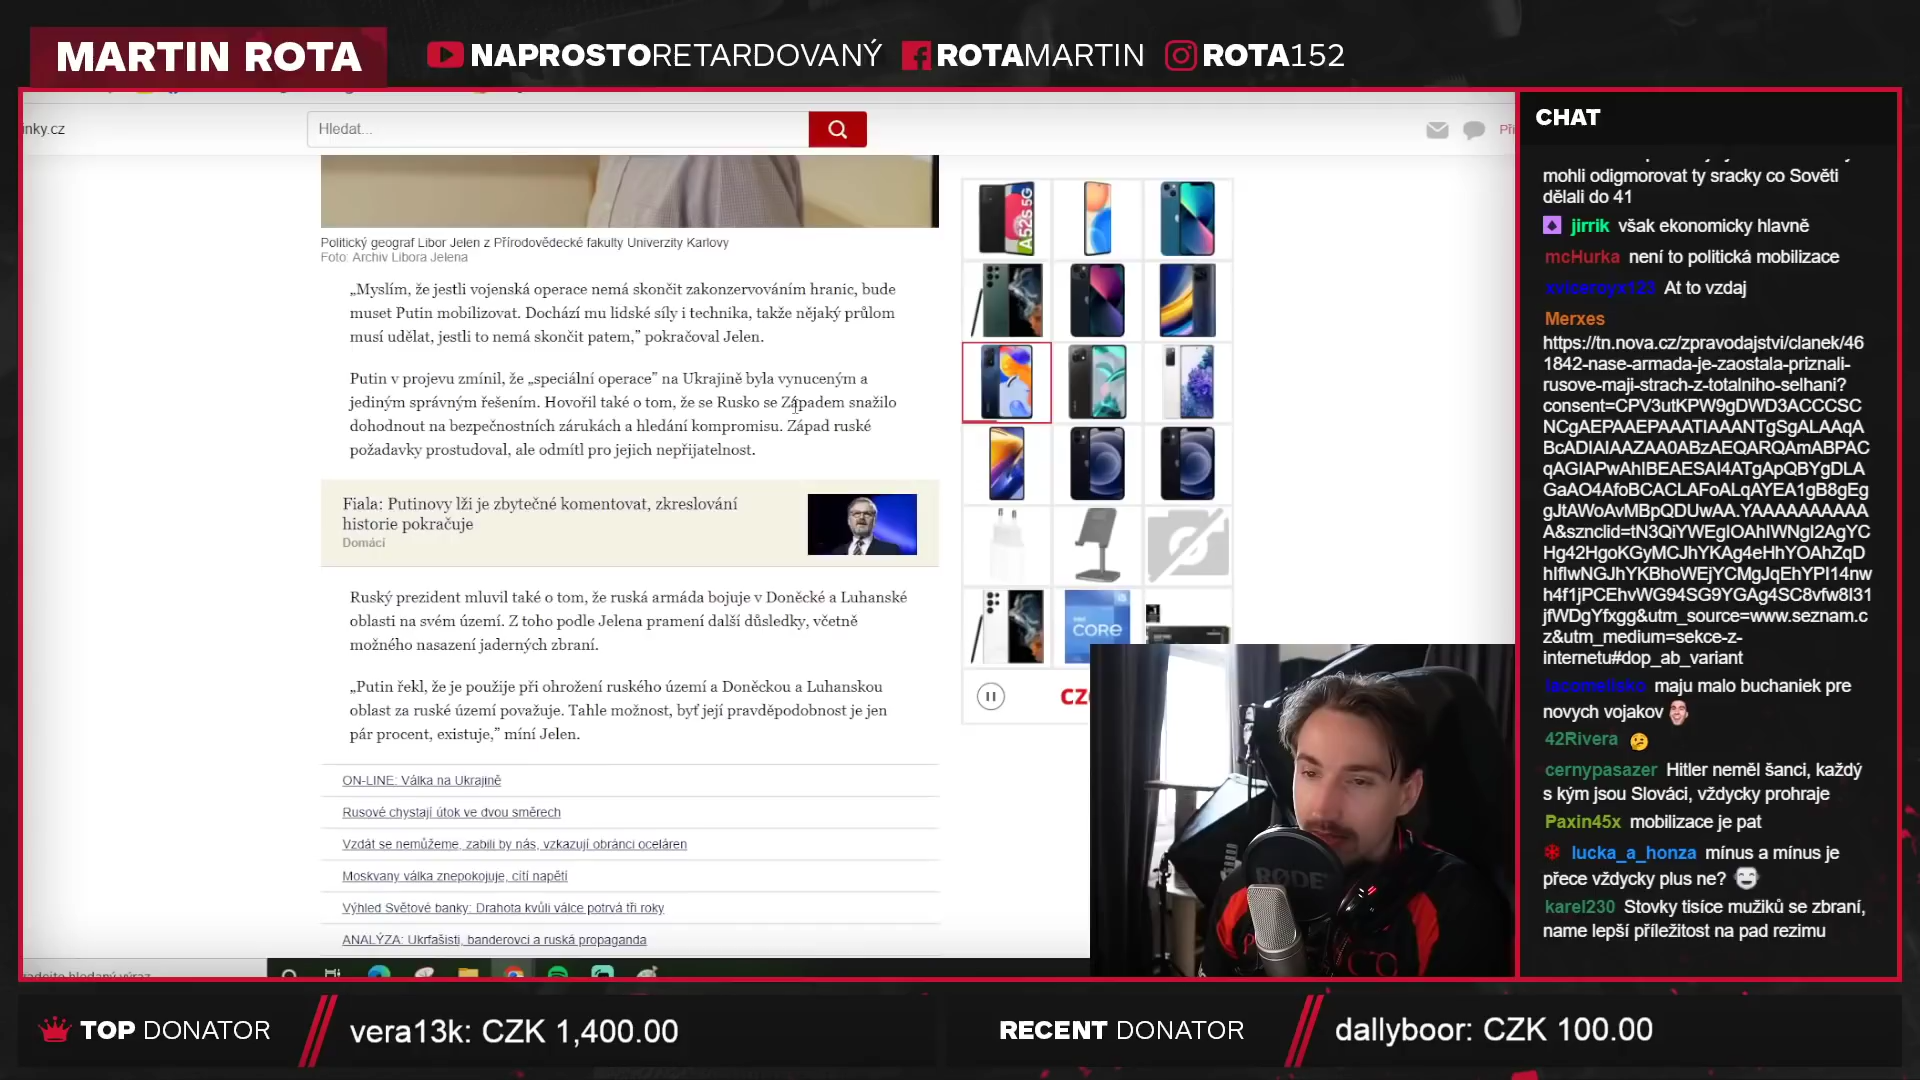 MARTIN ROTA
NAPROSTORETARDOVANÝ
ROTAMARTIN
ROTA152
inky.cz
Hledat...
Při
Politický geograf Libor Jelen z Přírodovědecké fakulty Univerzity Karlovy
Foto: Archiv Libora Jelena
„Myslím, že jestli vojenská operace nemá skončit zakonzervováním hranic, bude
muset Putin mobilizovat. Dochází mu lidské síly i technika, takže nějaký průlom
musí udělat, jestli to nemá skončit patem,” pokračoval Jelen.
Putin v projevu zmínil, že „speciální operace” na Ukrajině byla vynuceným a
jediným správným řešením. Hovořil také o tom, že se Rusko se Západem snažilo
dohodnout na bezpečnostních zárukách a hledání kompromisu. Západ ruské
požadavky prostudoval, ale odmítl pro jejich nepřijatelnost.
Fiala: Putinovy lži je zbytečné komentovat, zkreslování
historie pokračuje
Domácí
Ruský prezident mluvil také o tom, že ruská armáda bojuje v Doněcké a Luhanské
oblasti na svém území. Z toho podle Jelena pramení další důsledky, včetně
možného nasazení jaderných zbraní.
„Putin řekl, že je použije při ohrožení ruského území a Doněckou a Luhanskou
oblast za ruské území považuje. Tahle možnost, byť její pravděpodobnost je jen
pár procent, existuje,” míní Jelen.
ON-LINE: Válka na Ukrajině
Rusové chystají útok ve dvou směrech
Vzdát se nemůžeme, zabili by nás, vzkazují obránci oceláren
Moskvany válka znepokojuje, cítí napětí
Výhled Světové banky: Drahota kvůli válce potrvá tři roky
ANALÝZA: Ukrfašisti, banderovci a ruská propaganda
A52S 5G
i5
CORE
CZ
RØDE
CHAT
mohli odigmorovat ty sracky co Sověti
dělali do 41
jirrik však ekonomicky hlavně
mcHurka není to politická mobilizace
xviceroyx123 At to vzdaj
Merxes
https://tn.nova.cz/zpravodajstvi/clanek/46
1842-nase-armada-je-zaostala-priznali-
rusove-maji-strach-z-totalniho-selhani?
consent=CPV3utKPW9gDWD3ACCCSC
NCgAEPAAEPAAATIAAANTgSgALAAqA
BcADIAIAAZAA0ABzAEQARQAmABPAC
qAGIAPwAhIBEAESAI4ATgApQBYgDLA
GaAO4AfoBCACLAFoALqAYEA1gB8gEg
gJtAWoAvMBpQDUwAA.YAAAAAAAAAA
A&sznclid=tN3QiYWEgIOAhIWNgI2AgYC
Hg42HgoKGyMCJhYKAg4eHhYOAhZqD
hIfIwNGJhYKBhoWEjYCMgJqEhYPI14nw
h4f1jPCEhvWG94SG9YGAg4SC8vfw8I31
jfWDgYfxgg&utm_source=www.seznam.c
z&utm_medium=sekce-z-
internetu#dop_ab_variant
maju malo buchaniek pre
novych vojakov
42Rivera
cernypasazer Hitler neměl šanci, každý
s kým jsou Slováci, vždycky prohraje
Paxin45x mobilizace je pat
lucka_a_honza mínus a mínus je
přece vždycky plus ne?
karel230 Stovky tisíce mužiků se zbraní,
name lepší příležitost na pad rezimu
TOP DONATOR
vera13k: CZK 1,400.00
RECENT DONATOR
dallyboor: CZK 100.00